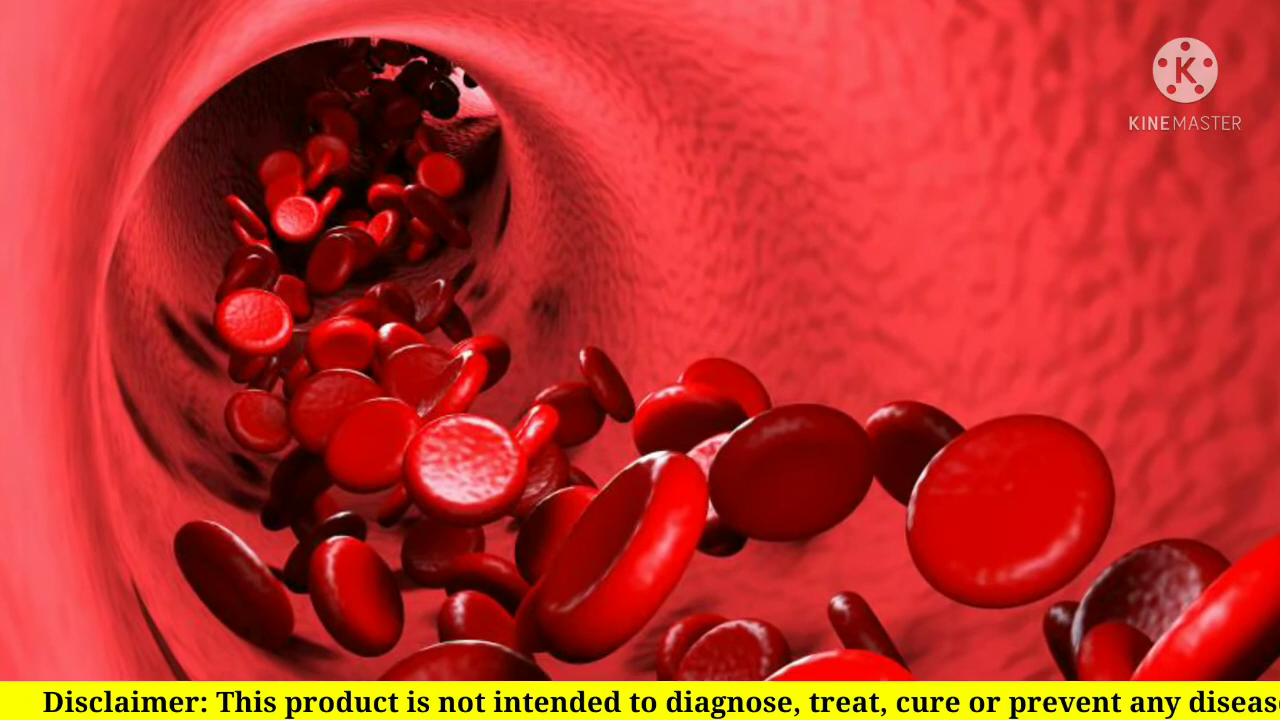 K
KINEMASTER
Disclaimer: This product is not intended to diagnose, treat, cure or prevent any diseas